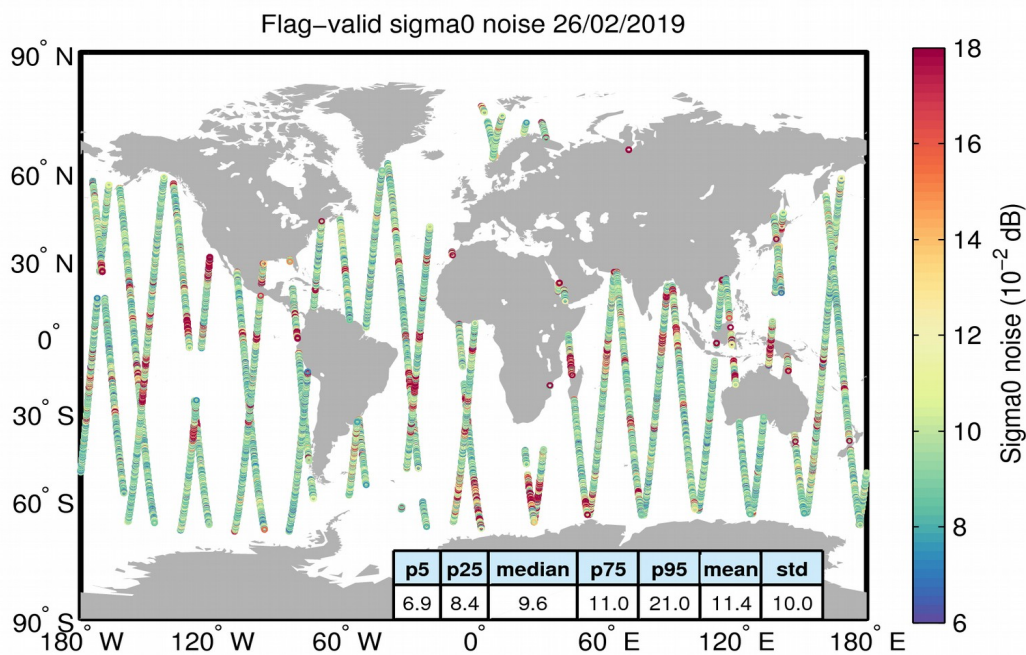 Flag−valid sigma0 noise 26/02/2019
90° N
60° N
30° N
0°
30° S
60° S
90° S
180° W
120° W
60° W
0°
60° E
120° E
180° E
p5 p25 median p75 p95 mean std
6.9 8.4 9.6 11.0 21.0 11.4 10.0
18
16
14
12
10
8
6
Sigma0 noise (10⁻² dB)